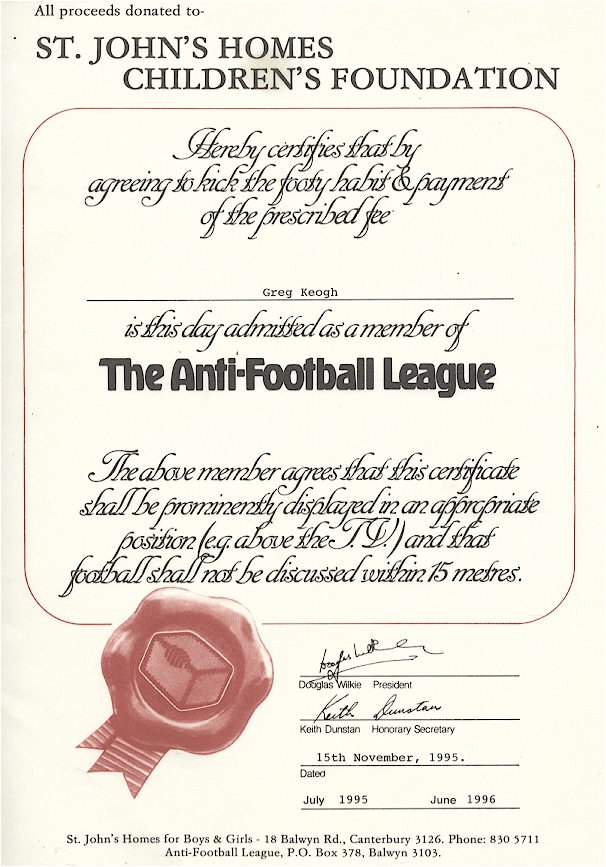 All proceeds donated to-
ST. JOHN'S HOMES
CHILDREN'S FOUNDATION
Hereby certifies that by
agreeing to kick the footy habit & payment
of the prescribed fee
Greg Keogh
is this day admitted as a member of
The Anti-Football League
The above member agrees that this certificate
shall be prominently displayed in an appropriate
position (e.g. above the T.V.) and that
football shall not be discussed within 15 metres.
Douglas Wilkie
Douglas Wilkie President
Keith Dunstan
Keith Dunstan Honorary Secretary
15th November, 1995.
Dated
July 1995 June 1996
St. John's Homes for Boys & Girls - 18 Balwyn Rd., Canterbury 3126. Phone: 830 5711
Anti-Football League, P.O. Box 378, Balwyn 3103.